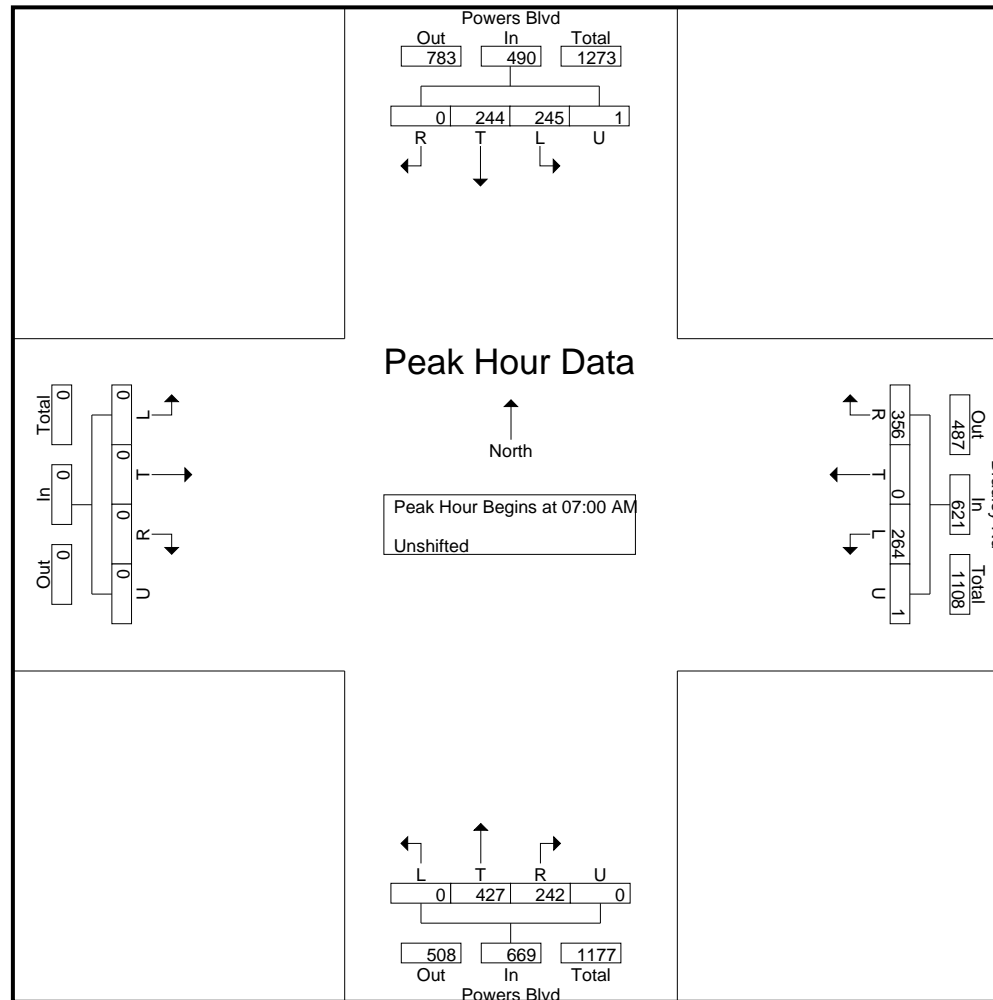 Powers Blvd
Out In Total
783 490 1273
0 244 245 1
R T L U
Peak Hour Data
North
Peak Hour Begins at 07:00 AM
Unshifted
Total In Out
0 0 0
0 0 0 0
L T R U
R T L U
356 0 264 1
Out In Total
487 621 1108
L T R U
0 427 242 0
508 669 1177
Out In Total
Powers Blvd